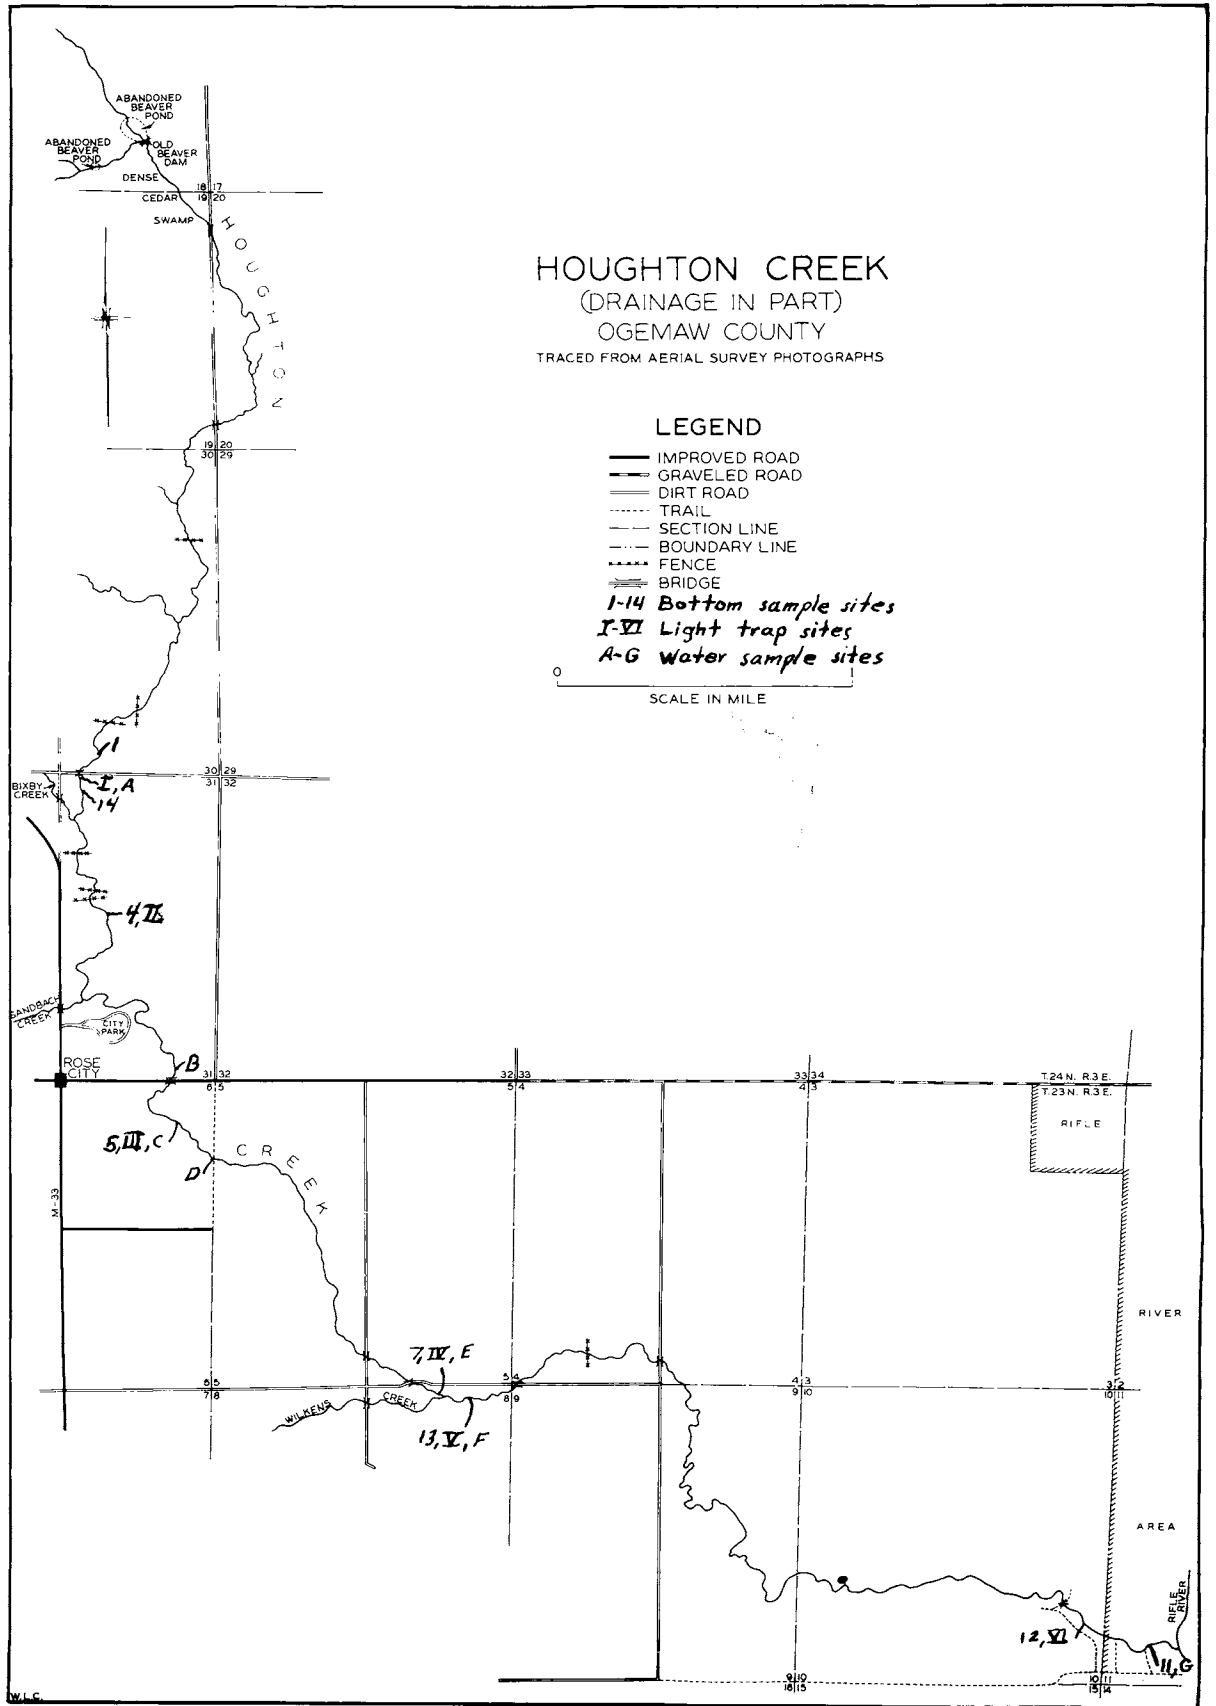 ABANDONED
BEAVER
POND
ABANDONED
BEAVER
POND
OLD
BEAVER
DAM
DENSE
CEDAR
SWAMP
18 17
19 20
HOUGHTON
HOUGHTON CREEK
(DRAINAGE IN PART)
OGEMAW COUNTY
TRACED FROM AERIAL SURVEY PHOTOGRAPHS
LEGEND
IMPROVED ROAD
GRAVELED ROAD
DIRT ROAD
TRAIL
SECTION LINE
BOUNDARY LINE
FENCE
BRIDGE
1-14 Bottom sample sites
I-VI Light trap sites
A-G Water sample sites
0 1
SCALE IN MILE
19 20
30 29
1
30 29
31 32
I, A
14
BIXBY
CREEK
4, II
SANDBACH
CREEK
CITY
PARK
ROSE
CITY
B
31 32
6 5
32 33
5 4
33 34
4 3
T.24N. R.3E.
T.23N. R.3E.
RIFLE
5, III, C
D
CREEK
M-33
RIVER
7, IV, E
6 5
7 8
5 4
8 9
4 3
9 10
3 2
10 11
WILKENS
CREEK
13, V, F
AREA
RIFLE
RIVER
12, VI
11, G
9 10
16 15
10 11
15 14
W.L.C.